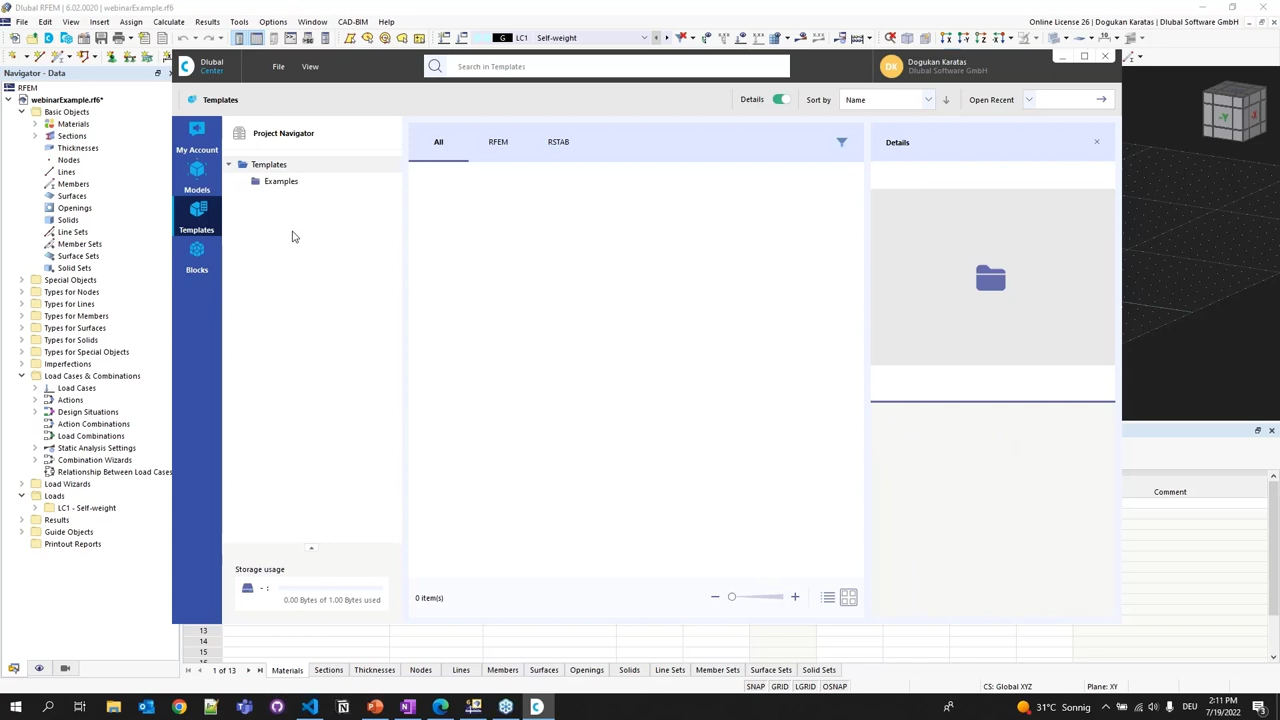 Dlubal RFEM | 6.02.0020 | webinarExample.rf6*
File Edit View Insert Assign Calculate Results Tools Options Window CAD-BIM Help
Online License 26 | Dogukan Karatas | Dlubal Software GmbH
G LC1 Self-weight
Navigator - Data
RFEM
webinarExample.rf6*
Basic Objects
Materials
Sections
Thicknesses
Nodes
Lines
Members
Surfaces
Openings
Solids
Line Sets
Member Sets
Surface Sets
Solid Sets
Special Objects
Types for Nodes
Types for Lines
Types for Members
Types for Surfaces
Types for Solids
Types for Special Objects
Imperfections
Load Cases & Combinations
Load Cases
Actions
Design Situations
Action Combinations
Load Combinations
Static Analysis Settings
Combination Wizards
Relationship Between Load Cases
Load Wizards
Loads
LC1 - Self-weight
Results
Guide Objects
Printout Reports
Dlubal
Center
File View
Search in Templates
DK
Dogukan Karatas
Dlubal Software GmbH
Templates
Details
Sort by Name
Open Recent
My Account
Models
Templates
Blocks
Project Navigator
Templates
Examples
Storage usage
- :
0.00 Bytes of 1.00 Bytes used
All RFEM RSTAB
0 item(s)
Details
-Y
X
Comment
13
14
15
1 of 13
Materials Sections Thicknesses Nodes Lines Members Surfaces Openings Solids Line Sets Member Sets Surface Sets Solid Sets
SNAP GRID LGRID OSNAP
CS: Global XYZ
Plane: XY
31°C Sonnig
DEU
2:11 PM
7/19/2022